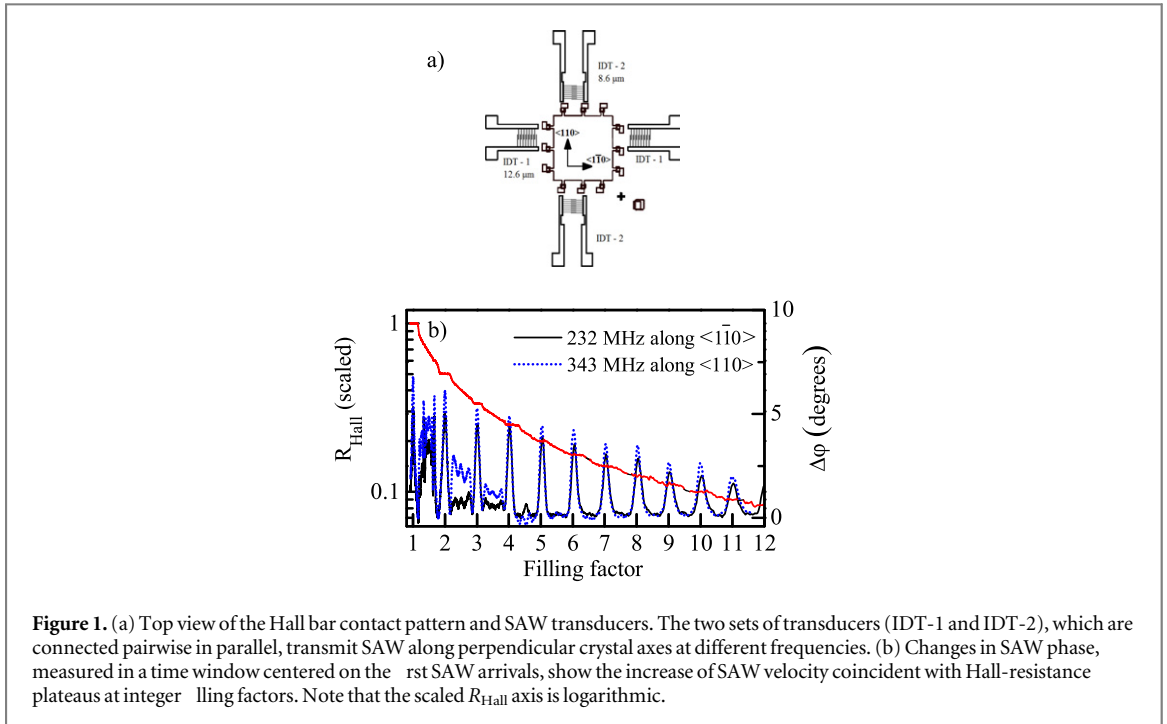 a)
IDT - 2
8.6 μm
<110>
<11̄0>
IDT - 1
12.6 μm
IDT - 1
IDT - 2
b)
232 MHz along <11̄0>
343 MHz along <110>
R_Hall (scaled)
1
0.1
10
5
0
Δφ (degrees)
1 2 3 4 5 6 7 8 9 10 11 12
Filling factor
Figure 1. (a) Top view of the Hall bar contact pattern and SAW transducers. The two sets of transducers (IDT-1 and IDT-2), which are
connected pairwise in parallel, transmit SAW along perpendicular crystal axes at different frequencies. (b) Changes in SAW phase,
measured in a time window centered on the rst SAW arrivals, show the increase of SAW velocity coincident with Hall-resistance
plateaus at integer lling factors. Note that the scaled R_Hall axis is logarithmic.